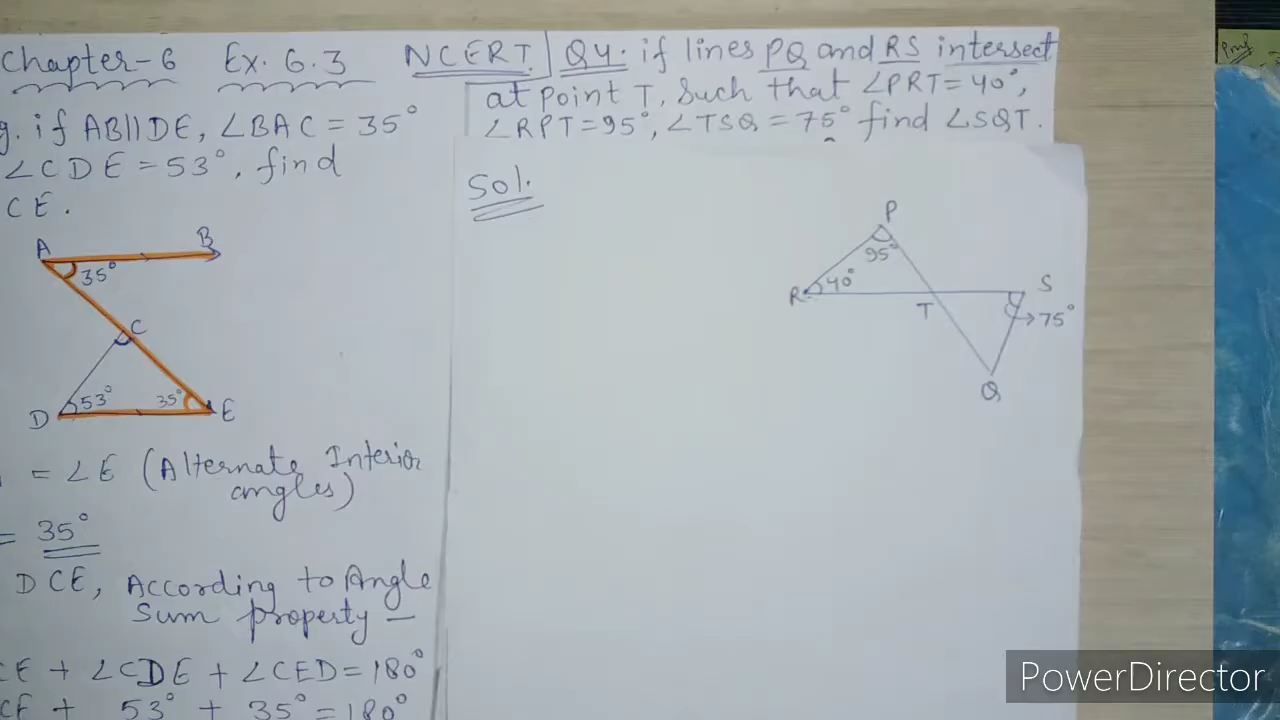 Chapter-6 Ex. 6.3 NCERT
g. if AB||DE, ∠BAC = 35°
∠CDE = 53°, find
CE.
A
B
35°
C
D
53°
35°
E
= ∠E (Alternate Interior
angles)
= 35°
DCE, According to Angle
Sum property –
CE + ∠CDE + ∠CED = 180°
CE + 53° + 35° = 180°
Q4. if lines PQ and RS intersect
at point T, Such that ∠PRT = 40°,
∠RPT = 95°, ∠TSQ = 75° find ∠SQT.
Sol.
P
95°
R
40°
T
S
75°
Q
PowerDirector